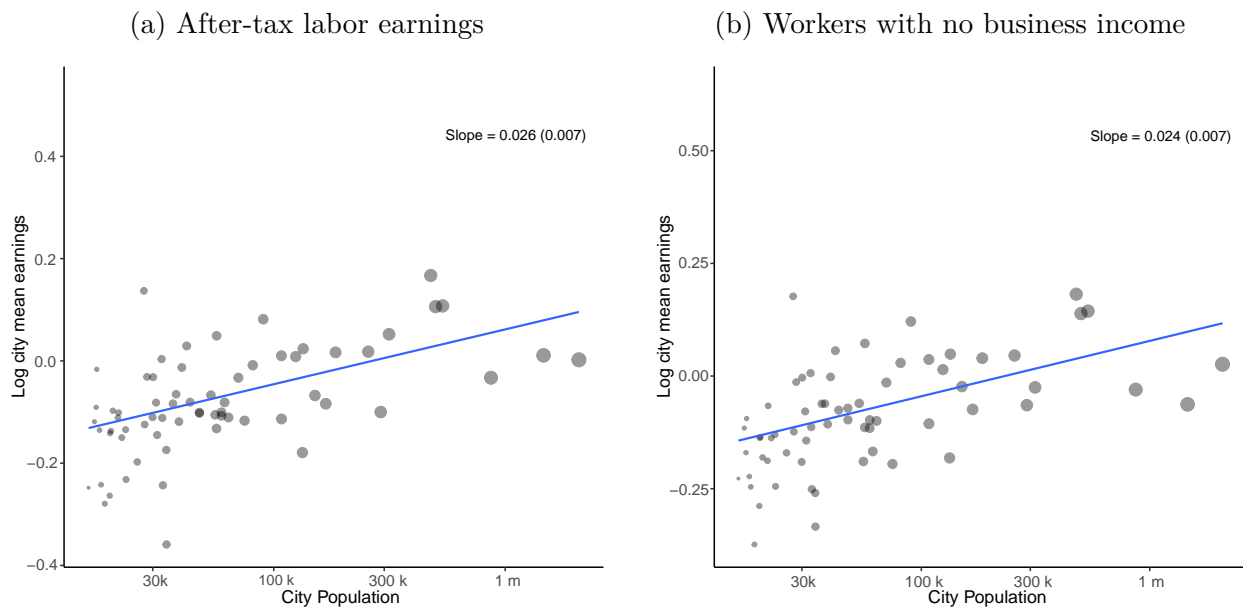 (a) After-tax labor earnings
Slope = 0.026 (0.007)
0.4
0.2
0.0
−0.2
−0.4
Log city mean earnings
30k
100 k
300 k
1 m
City Population
(b) Workers with no business income
Slope = 0.024 (0.007)
0.50
0.25
0.00
−0.25
Log city mean earnings
30k
100 k
300 k
1 m
City Population